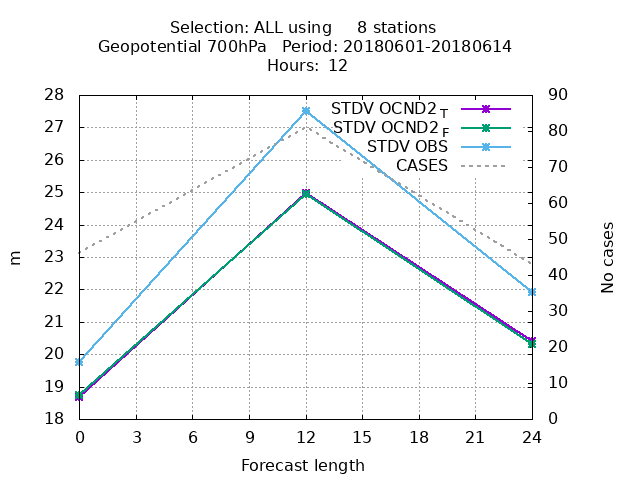 Selection: ALL using     8 stations
Geopotential 700hPa   Period: 20180601-20180614
Hours: 12
STDV OCND2 T
STDV OCND2 F
STDV OBS
CASES
28
27
26
25
24
23
22
21
20
19
18
m
90
80
70
60
50
40
30
20
10
0
No cases
0 3 6 9 12 15 18 21 24
Forecast length